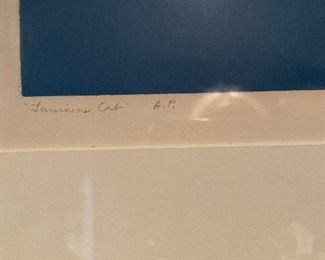 "Luminous Orb" A.P.